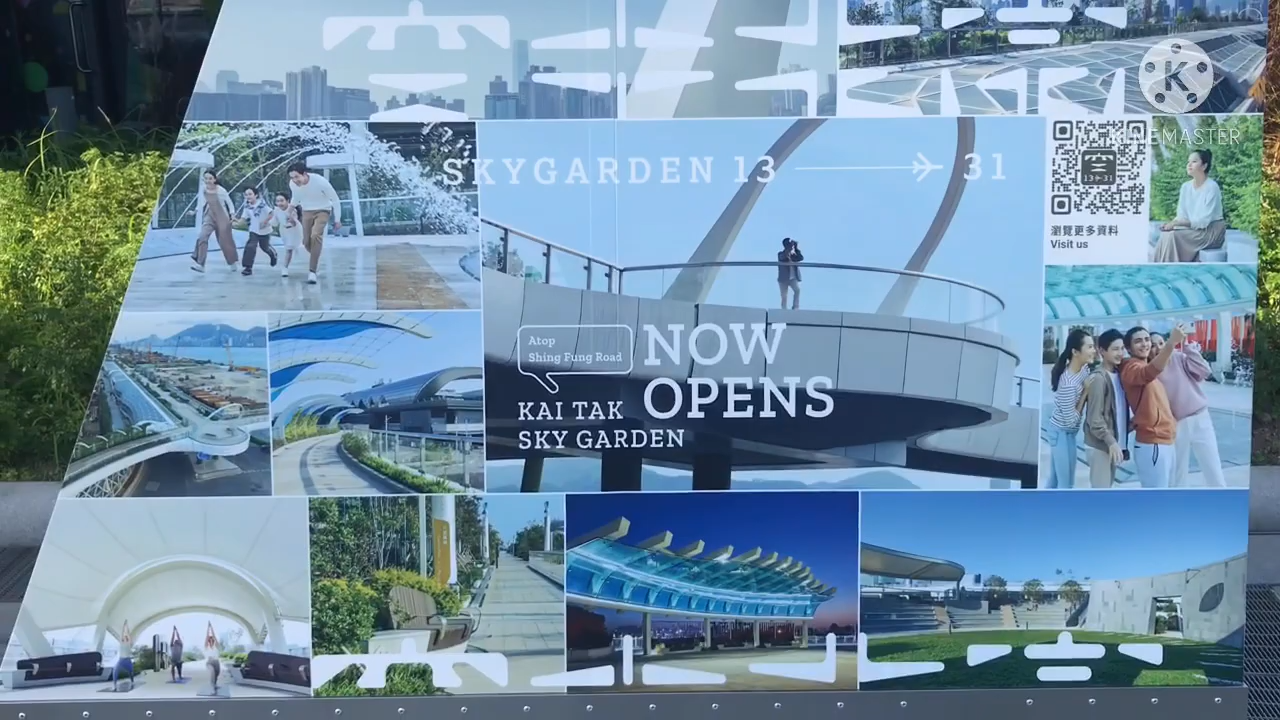 SKYGARDEN 13 31
KINEMASTER
瀏覽更多資料
Visit us
Atop
Shing Fung Road
NOW
OPENS
KAI TAK
SKY GARDEN